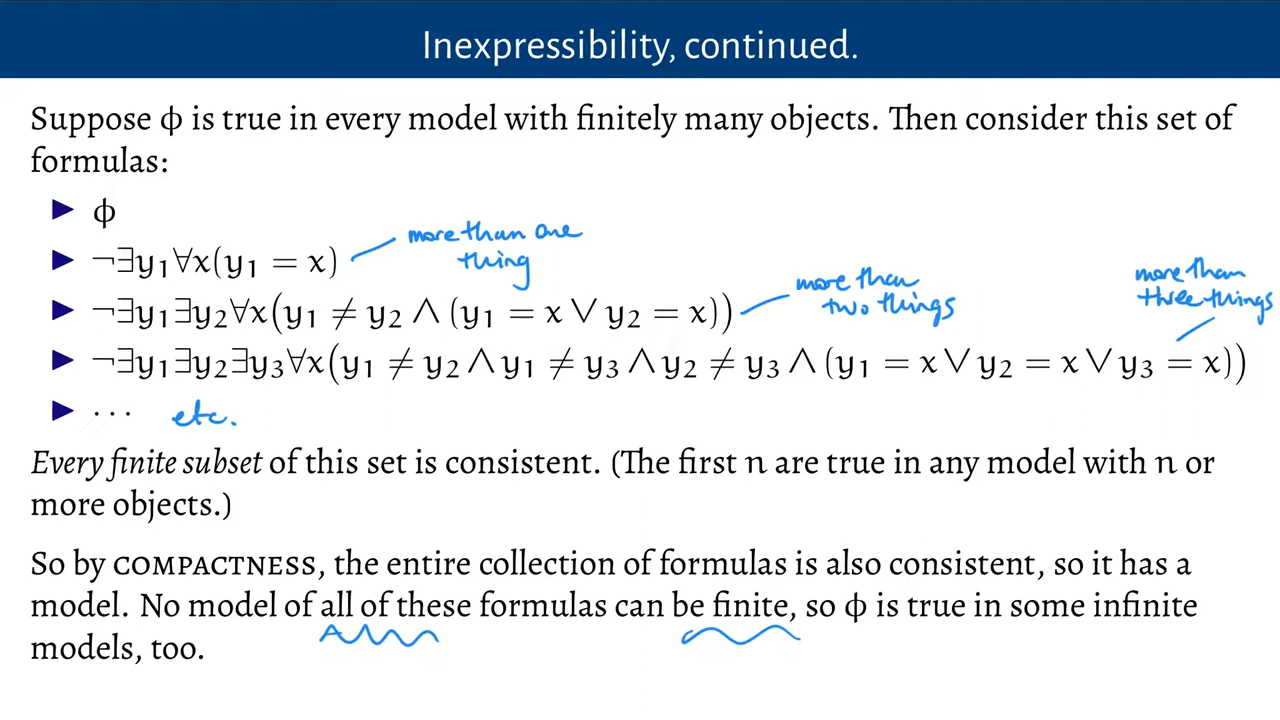 Inexpressibility, continued.
Suppose ϕ is true in every model with finitely many objects. Then consider this set of
formulas:
▶ ϕ
▶ ¬∃y₁∀x(y₁ = x)
more than one
thing
▶ ¬∃y₁∃y₂∀x(y₁ ≠ y₂ ∧ (y₁ = x ∨ y₂ = x))
more than
two things
more than
three things
▶ ¬∃y₁∃y₂∃y₃∀x(y₁ ≠ y₂ ∧ y₁ ≠ y₃ ∧ y₂ ≠ y₃ ∧ (y₁ = x ∨ y₂ = x ∨ y₃ = x))
▶ ··· etc.
Every finite subset of this set is consistent. (The first n are true in any model with n or
more objects.)
So by COMPACTNESS, the entire collection of formulas is also consistent, so it has a
model. No model of all of these formulas can be finite, so ϕ is true in some infinite
models, too.